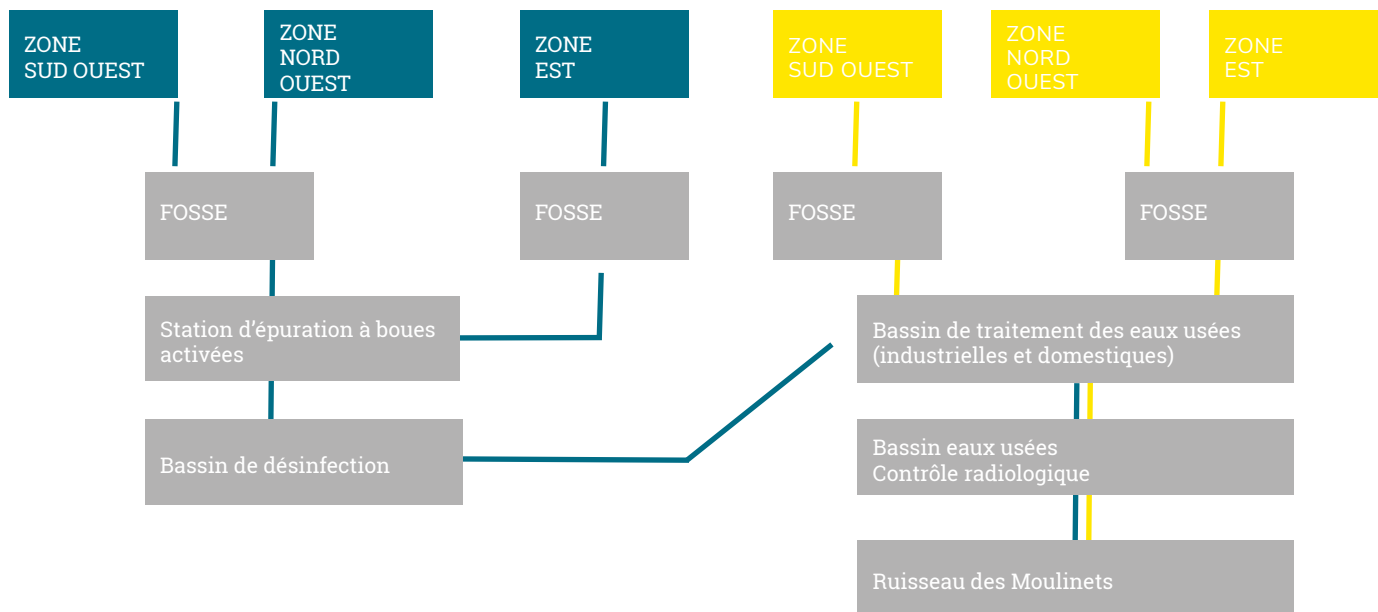 ZONE
SUD OUEST
ZONE
NORD
OUEST
ZONE
EST
ZONE
SUD OUEST
ZONE
NORD
OUEST
ZONE
EST
FOSSE
FOSSE
FOSSE
FOSSE
Station d’épuration à boues
activées
Bassin de traitement des eaux usées
(industrielles et domestiques)
Bassin de désinfection
Bassin eaux usées
Contrôle radiologique
Ruisseau des Moulinets